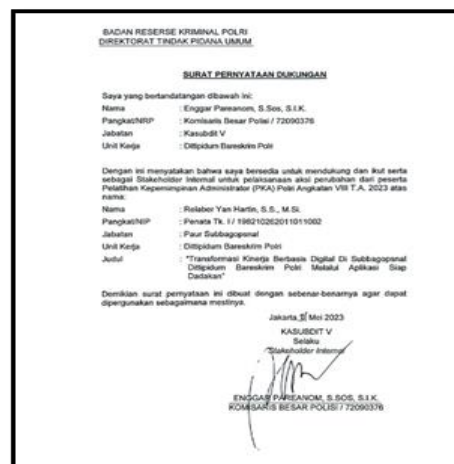 BADAN RESERSE KRIMINAL POLRI
DIREKTORAT TINDAK PIDANA UMUM
SURAT PERNYATAAN DUKUNGAN
Saya yang bertandatangan dibawah ini:
Nama : Enggar Pareanom, S.Sos, S.I.K.
Pangkat/NRP : Komisaris Besar Polisi / 72090376
Jabatan : Kasubdit V
Unit Kerja : Dittipidum Bareskrim Polri
Dengan ini menyatakan bahwa saya bersedia untuk mendukung dan ikut serta
sebagai Stakeholder Internal untuk pelaksanaan aksi perubahan dari peserta
Pelatihan Kepemimpinan Administrator (PKA) Polri Angkatan VIII T.A. 2023 atas
nama:
Nama : Relabor Yan Hartin, S.S., M.Si.
Pangkat/NIP : Penata Tk. I / 198210262011011002
Jabatan : Paur Subbagopsnal
Unit Kerja : Dittipidum Bareskrim Polri
Judul : "Transformasi Kinerja Berbasis Digital Di Subbagopsnal
Dittipidum Bareskrim Polri Melalui Aplikasi Siap
Dadakan"
Demikian surat pernyataan ini dibuat dengan sebenar-benarnya agar dapat
dipergunakan sebagaimana mestinya.
Jakarta, Mei 2023
KASUBDIT V
Selaku
Stakeholder Internal
ENGGAR PAREANOM, S.SOS, S.I.K.
KOMISARIS BESAR POLISI / 72090376